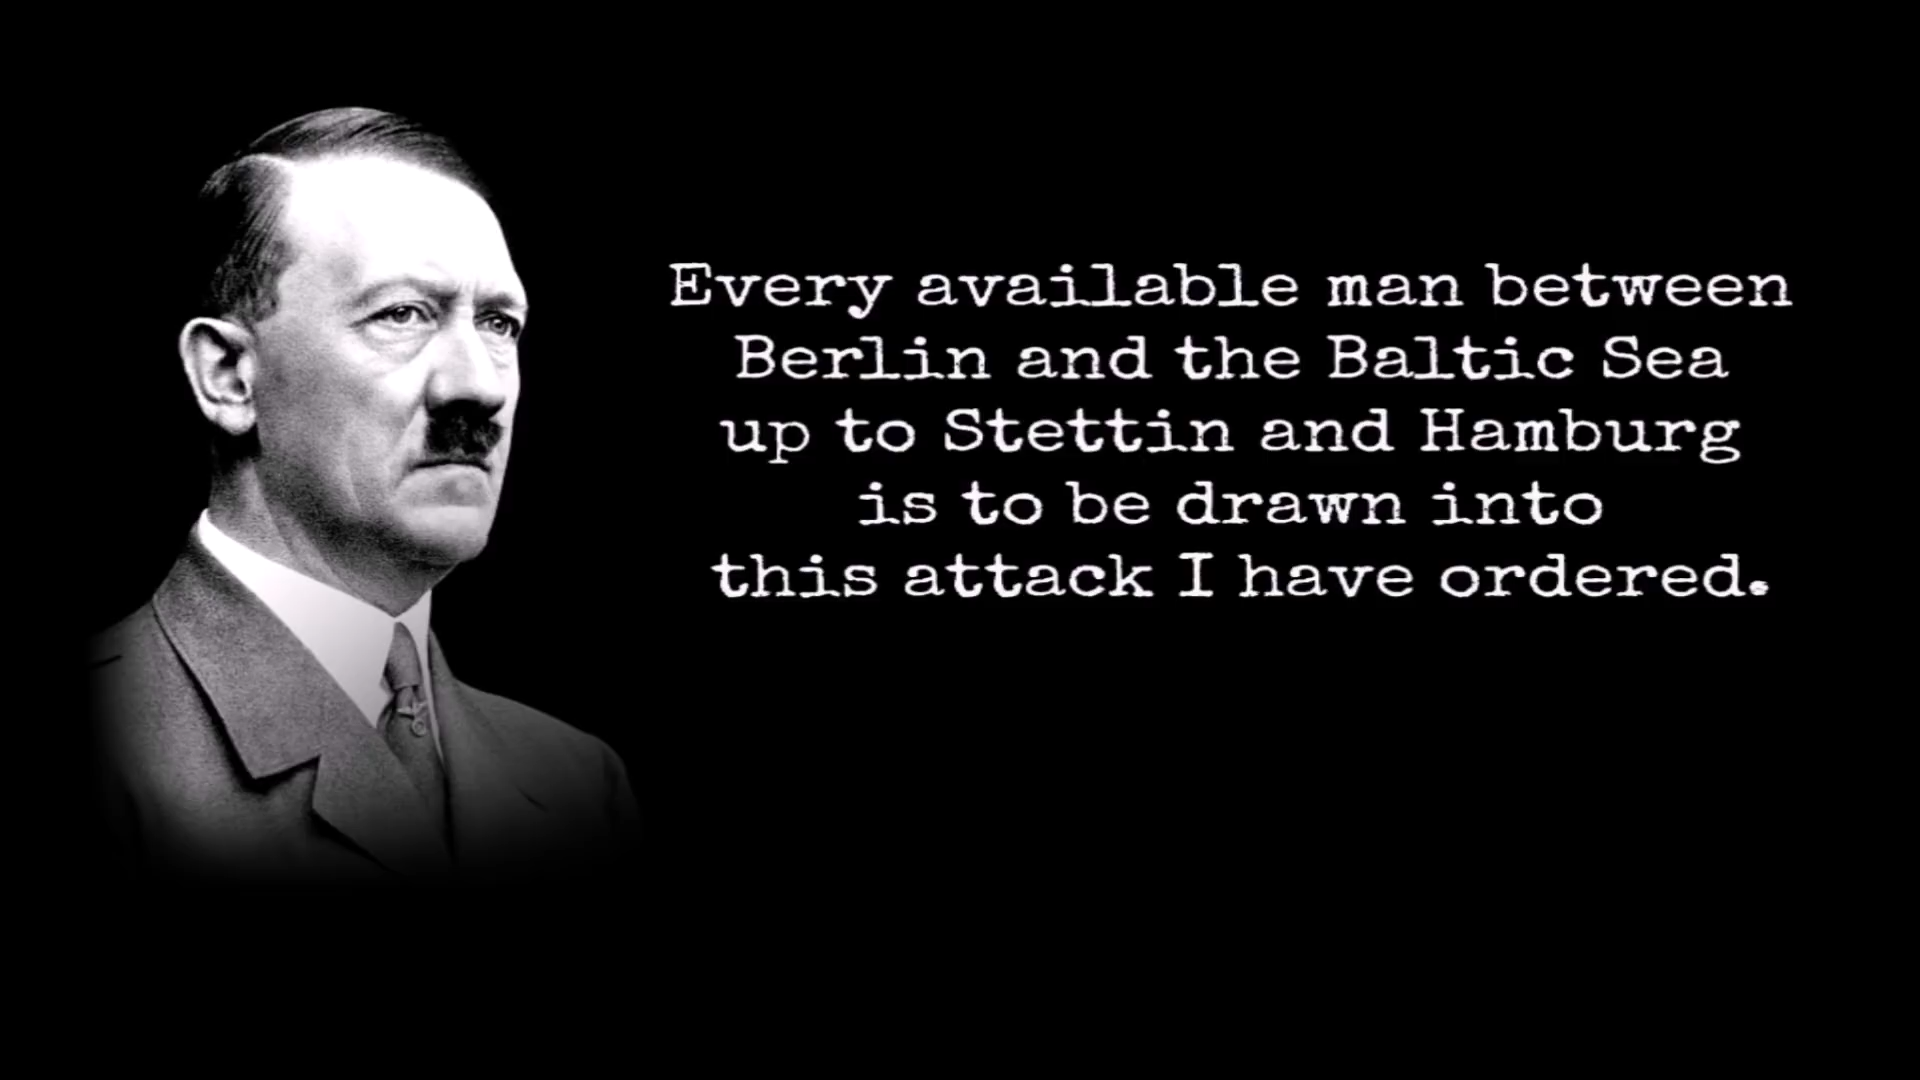 Every available man between
Berlin and the Baltic Sea
up to Stettin and Hamburg
is to be drawn into
this attack I have ordered.